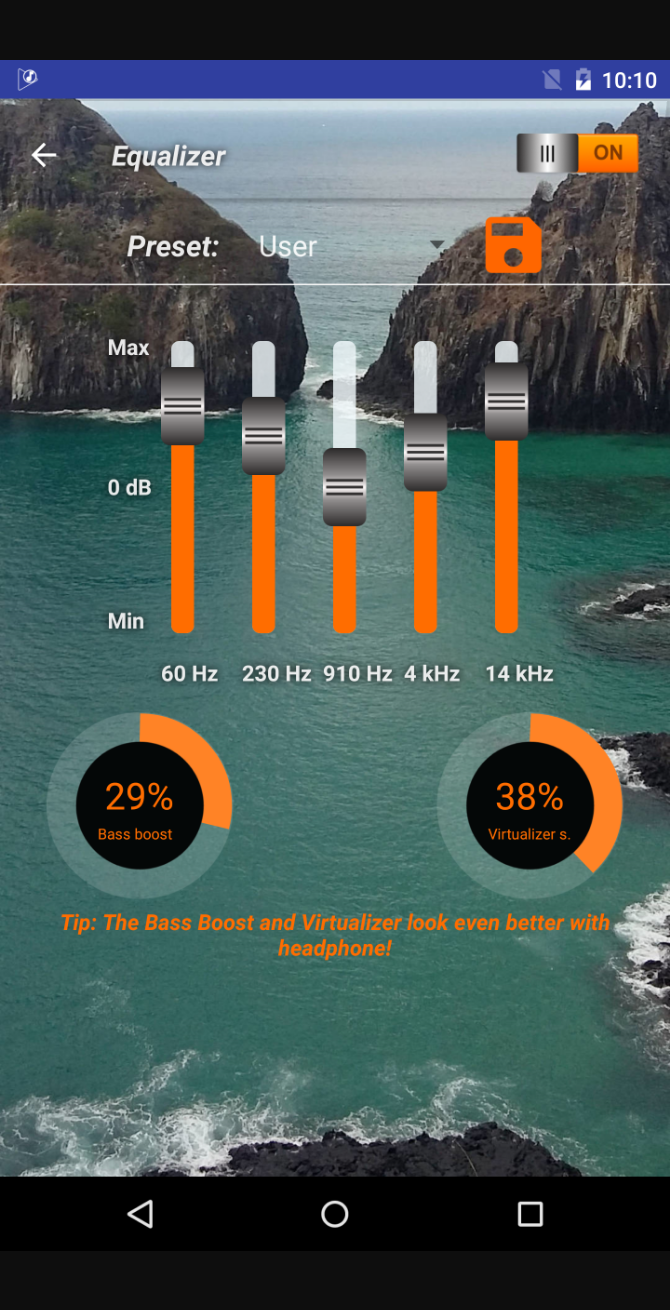 10:10
Equalizer
ON
Preset: User
Max
0 dB
Min
60 Hz 230 Hz 910 Hz 4 kHz 14 kHz
29%
Bass boost
38%
Virtualizer s.
Tip: The Bass Boost and Virtualizer look even better with
headphone!